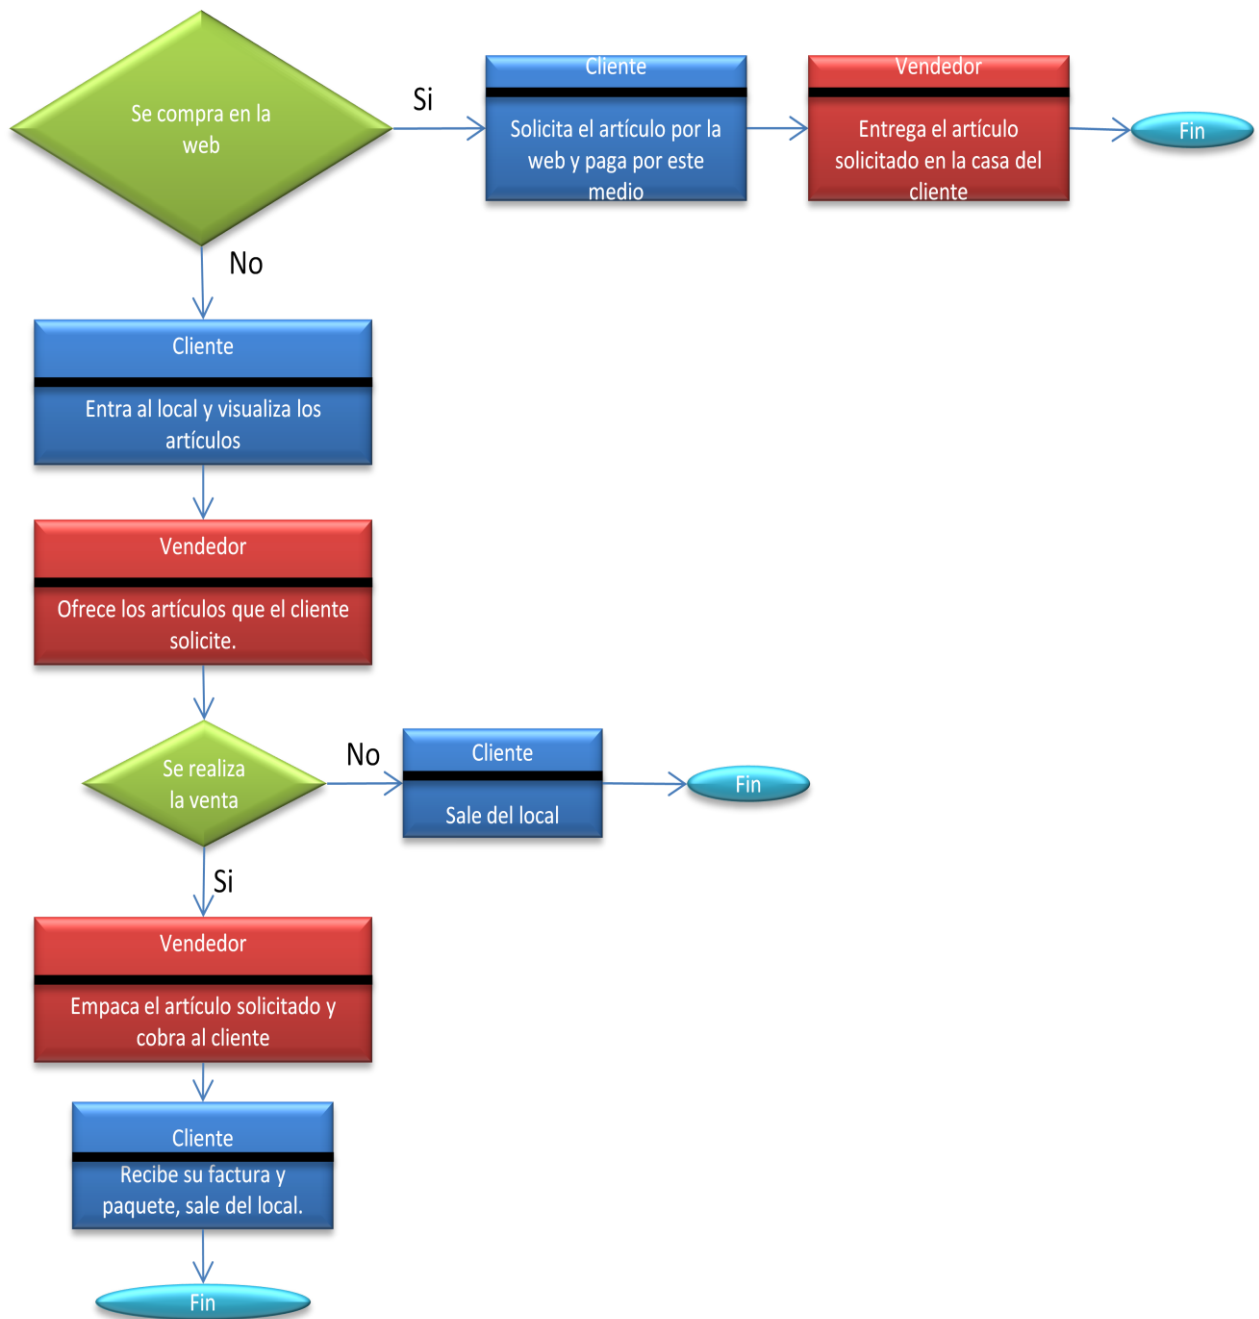 Se compra en la
web
Si
Cliente
Solicita el artículo por la
web y paga por este
medio
Vendedor
Entrega el artículo
solicitado en la casa del
cliente
Fin
No
Cliente
Entra al local y visualiza los
artículos
Vendedor
Ofrece los artículos que el cliente
solicite.
Se realiza
la venta
No
Cliente
Sale del local
Fin
Si
Vendedor
Empaca el artículo solicitado y
cobra al cliente
Cliente
Recibe su factura y
paquete, sale del local.
Fin